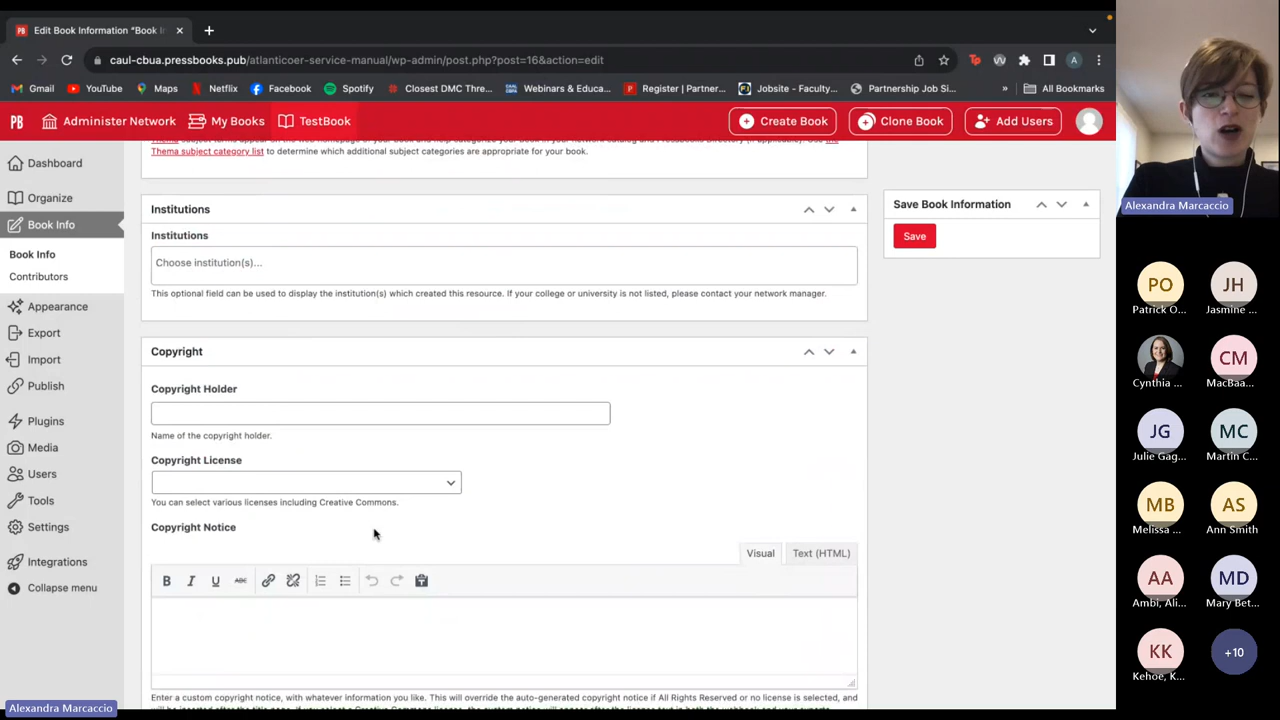 Edit Book Information "Book I
caul-cbua.pressbooks.pub/atlanticoer-service-manual/wp-admin/post.php?post=16&action=edit
A
Gmail YouTube Maps Netflix Facebook Spotify Closest DMC Thre... Webinars & Educa... Register | Partner... Jobsite - Faculty... Partnership Job Si... » All Bookmarks
PB Administer Network My Books TestBook Create Book Clone Book Add Users
Dashboard
Organize
Book Info
Book Info
Contributors
Appearance
Export
Import
Publish
Plugins
Media
Users
Tools
Settings
Integrations
Collapse menu
Thema subject category list to determine which additional subject categories are appropriate for your book.
Institutions
Institutions
Choose institution(s)...
This optional field can be used to display the institution(s) which created this resource. If your college or university is not listed, please contact your network manager.
Copyright
Copyright Holder
Name of the copyright holder.
Copyright License
You can select various licenses including Creative Commons.
Copyright Notice
Visual Text (HTML)
B I U ABC
Enter a custom copyright notice, with whatever information you like. This will override the auto-generated copyright notice if All Rights Reserved or no license is selected, and
Save Book Information
Save
Alexandra Marcaccio
Alexandra Marcaccio
PO JH
Patrick O... Jasmine ...
CM
Cynthia ... MacBaa...
JG MC
Julie Gag... Martin C...
MB AS
Melissa ... Ann Smith
AA MD
Ambi, Ali... Mary Bet...
KK +10
Kehoe, K...